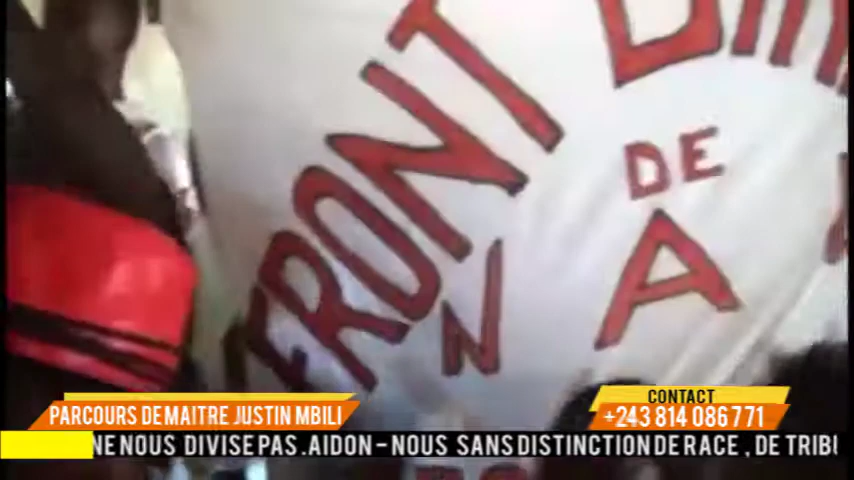 FRONT
DE
N A
PARCOURS DE MAITRE JUSTIN MBILI
CONTACT
+243 814 086 771
NE NOUS DIVISE PAS . AIDON - NOUS SANS DISTINCTION DE RACE , DE TRIBU